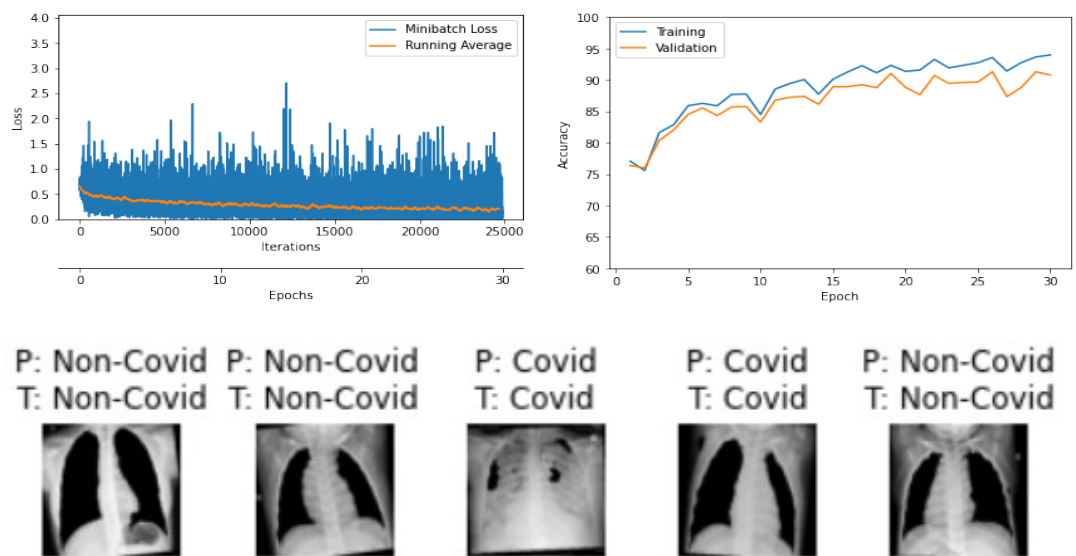 4.0
3.5
3.0
2.5
2.0
1.5
1.0
0.5
0.0
Loss
Minibatch Loss
Running Average
0 5000 10000 15000 20000 25000
Iterations
0 10 20 30
Epochs
100
95
90
85
80
75
70
65
60
Accuracy
Training
Validation
0 5 10 15 20 25 30
Epoch
P: Non-Covid
T: Non-Covid
P: Non-Covid
T: Non-Covid
P: Covid
T: Covid
P: Covid
T: Covid
P: Non-Covid
T: Non-Covid